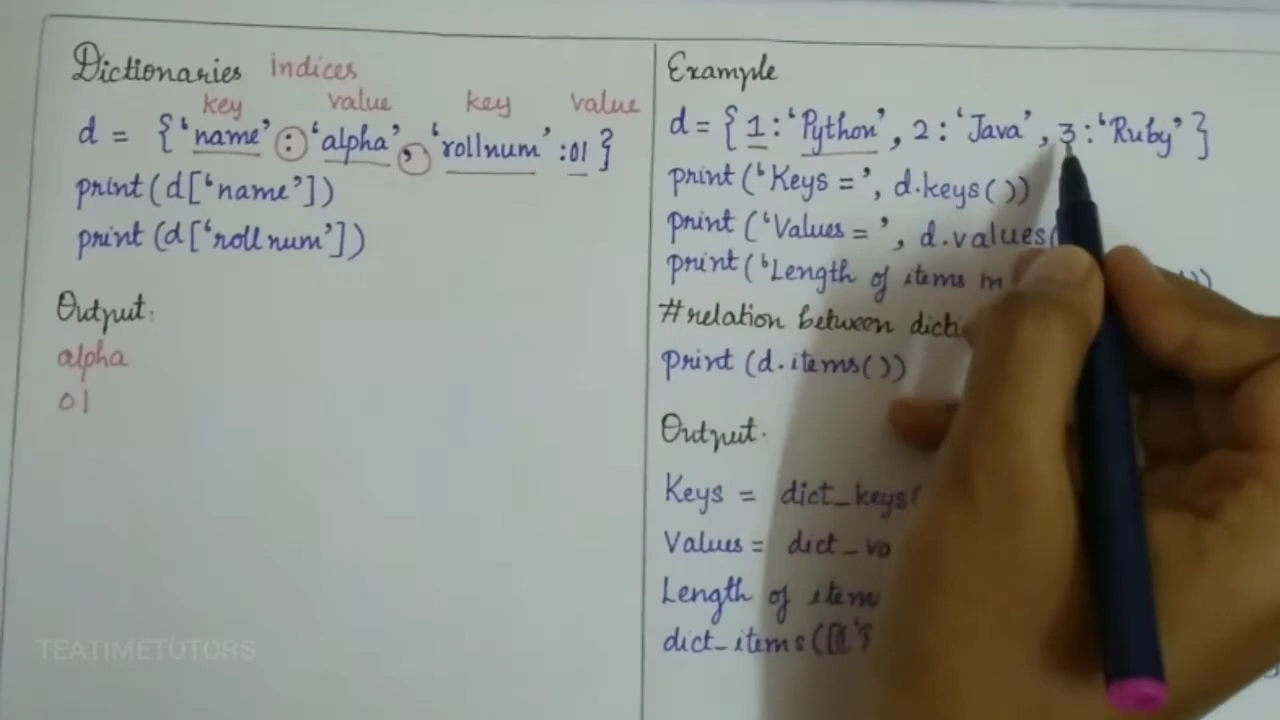 Dictionaries indices
key value key value
d = {'name' : 'alpha', 'rollnum' :01 }
print(d['name'])
print (d['rollnum'])
Output:
alpha
01
TEATIMETUTORS
Example
d = { 1 : 'Python', 2 : 'Java', 3 : 'Ruby' }
print('Keys =', d.keys())
print('Values = ', d.values(
print('Length of items in ))
#relation between
print (d.items())
Output.
Keys = dict_keys(
Values = dict_va
Length of item
dict_items([(1,'P